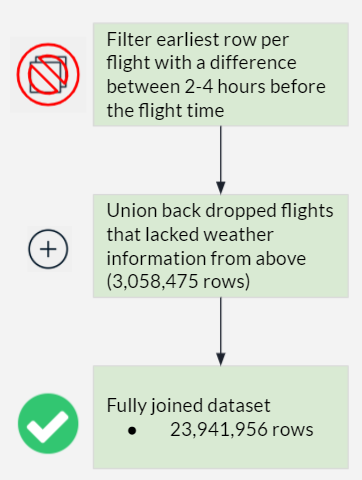 Filter earliest row per
flight with a difference
between 2-4 hours before
the flight time
Union back dropped flights
that lacked weather
information from above
(3,058,475 rows)
Fully joined dataset
● 23,941,956 rows